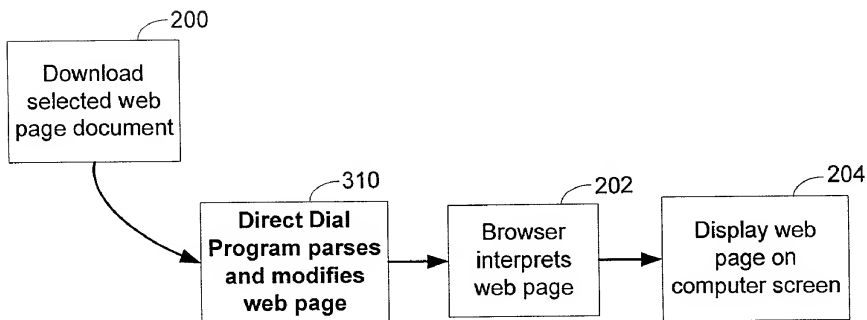 200
Download
selected web
page document
310
Direct Dial
Program parses
and modifies
web page
202
Browser
interprets
web page
204
Display web
page on
computer screen